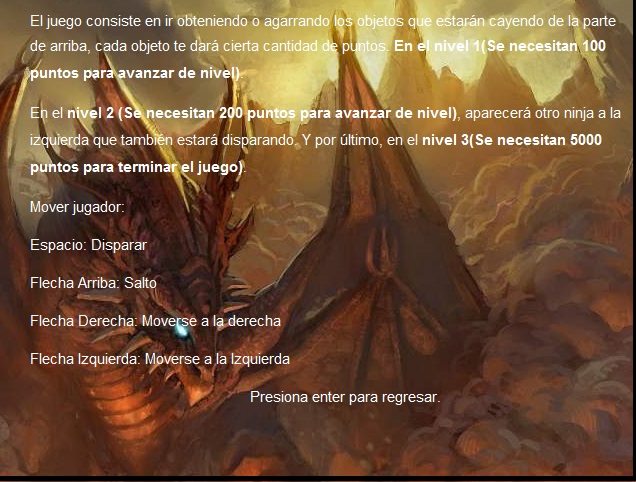 El juego consiste en ir obteniendo o agarrando los objetos que estarán cayendo de la parte
de arriba, cada objeto te dará cierta cantidad de puntos. En el nivel 1(Se necesitan 100
puntos para avanzar de nivel).
En el nivel 2 (Se necesitan 200 puntos para avanzar de nivel), aparecerá otro ninja a la
izquierda que también estará disparando. Y por último, en el nivel 3(Se necesitan 5000
puntos para terminar el juego).
Mover jugador:
Espacio: Disparar
Flecha Arriba: Salto
Flecha Derecha: Moverse a la derecha
Flecha Izquierda: Moverse a la Izquierda
Presiona enter para regresar.